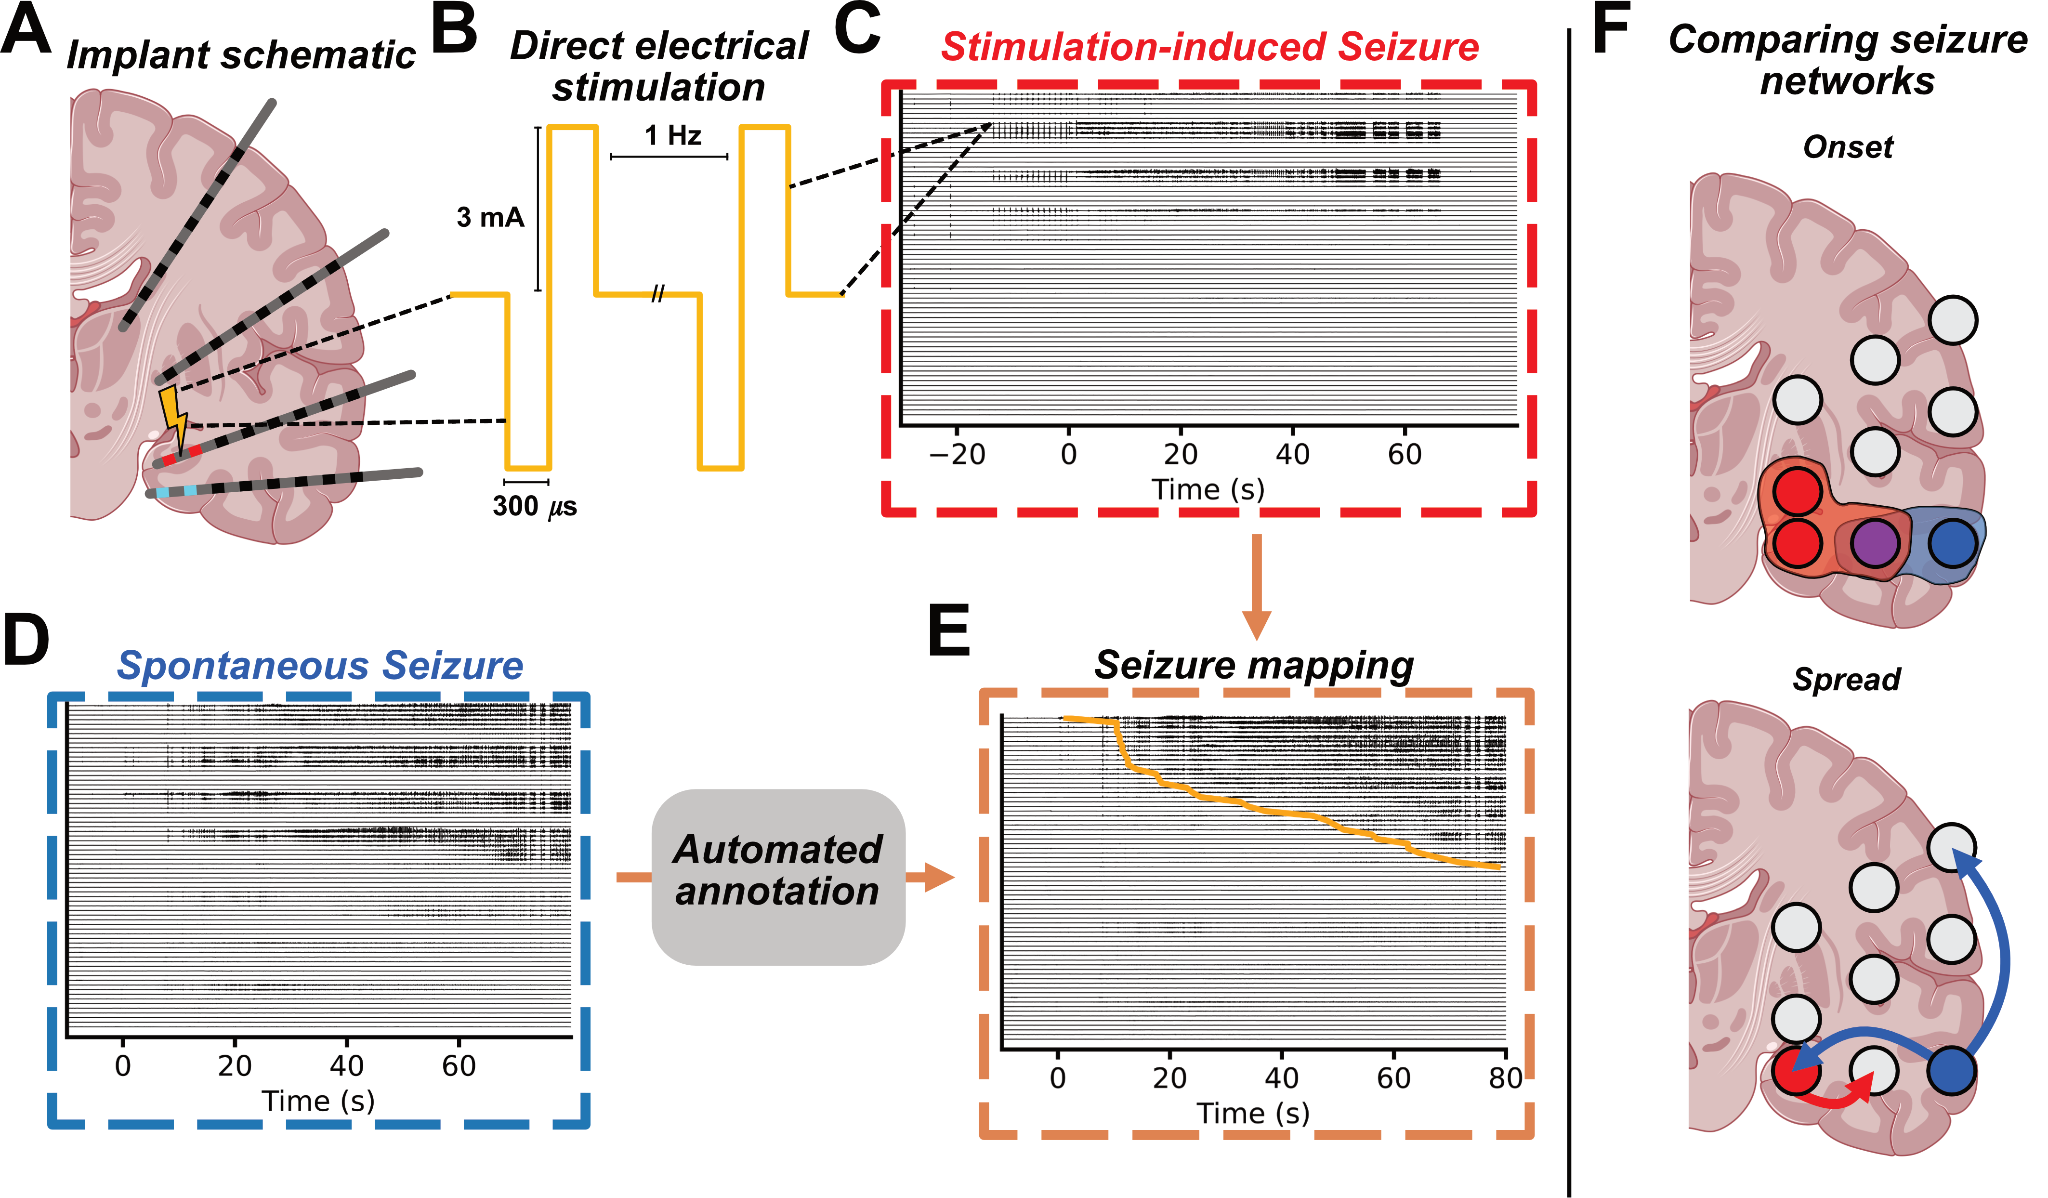 A
Implant schematic
B
Direct electrical
stimulation
3 mA
1 Hz
300 μs
C
Stimulation-induced Seizure
−20 0 20 40 60
Time (s)
D
Spontaneous Seizure
0 20 40 60
Time (s)
Automated
annotation
E
Seizure mapping
0 20 40 60 80
Time (s)
F
Comparing seizure
networks
Onset
Spread